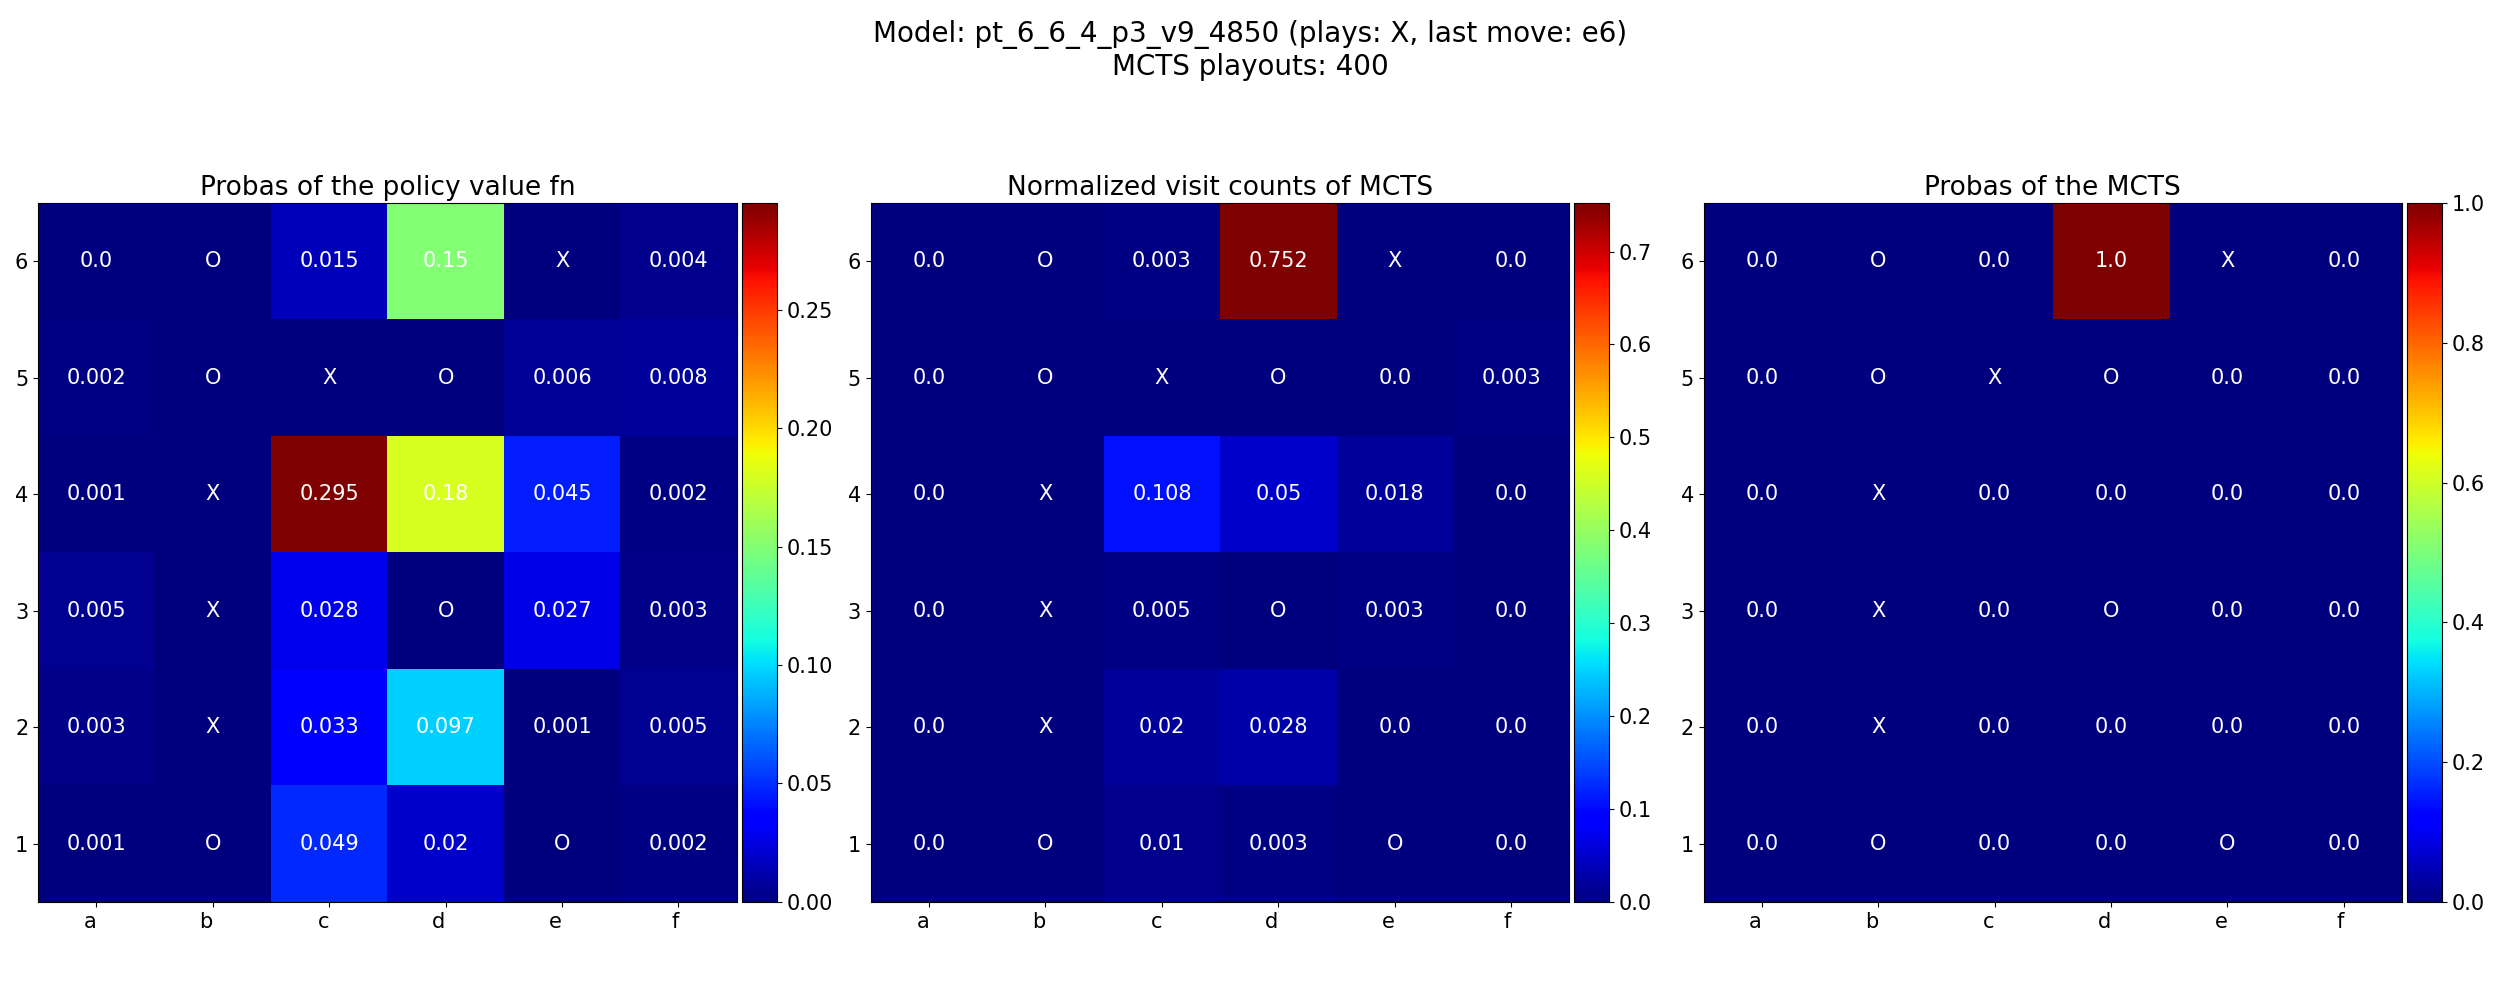 Model: pt_6_6_4_p3_v9_4850 (plays: X, last move: e6)
MCTS playouts: 400
Probas of the policy value fn
6 0.0 O 0.015 0.15 X 0.004
5 0.002 O X O 0.006 0.008
4 0.001 X 0.295 0.18 0.045 0.002
3 0.005 X 0.028 O 0.027 0.003
2 0.003 X 0.033 0.097 0.001 0.005
1 0.001 O 0.049 0.02 O 0.002
a b c d e f
0.25
0.20
0.15
0.10
0.05
0.00
Normalized visit counts of MCTS
6 0.0 O 0.003 0.752 X 0.0
5 0.0 O X O 0.0 0.003
4 0.0 X 0.108 0.05 0.018 0.0
3 0.0 X 0.005 O 0.003 0.0
2 0.0 X 0.02 0.028 0.0 0.0
1 0.0 O 0.01 0.003 O 0.0
a b c d e f
0.7
0.6
0.5
0.4
0.3
0.2
0.1
0.0
Probas of the MCTS
6 0.0 O 0.0 1.0 X 0.0
5 0.0 O X O 0.0 0.0
4 0.0 X 0.0 0.0 0.0 0.0
3 0.0 X 0.0 O 0.0 0.0
2 0.0 X 0.0 0.0 0.0 0.0
1 0.0 O 0.0 0.0 O 0.0
a b c d e f
1.0
0.8
0.6
0.4
0.2
0.0